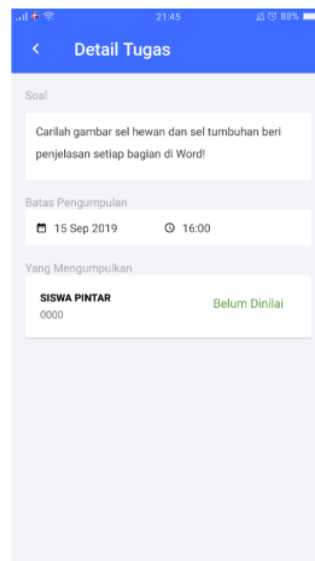 21:45
88%
Detail Tugas
Soal
Carilah gambar sel hewan dan sel tumbuhan beri
penjelasan setiap bagian di Word!
Batas Pengumpulan
15 Sep 2019 16:00
Yang Mengumpulkan
SISWA PINTAR
0000
Belum Dinilai